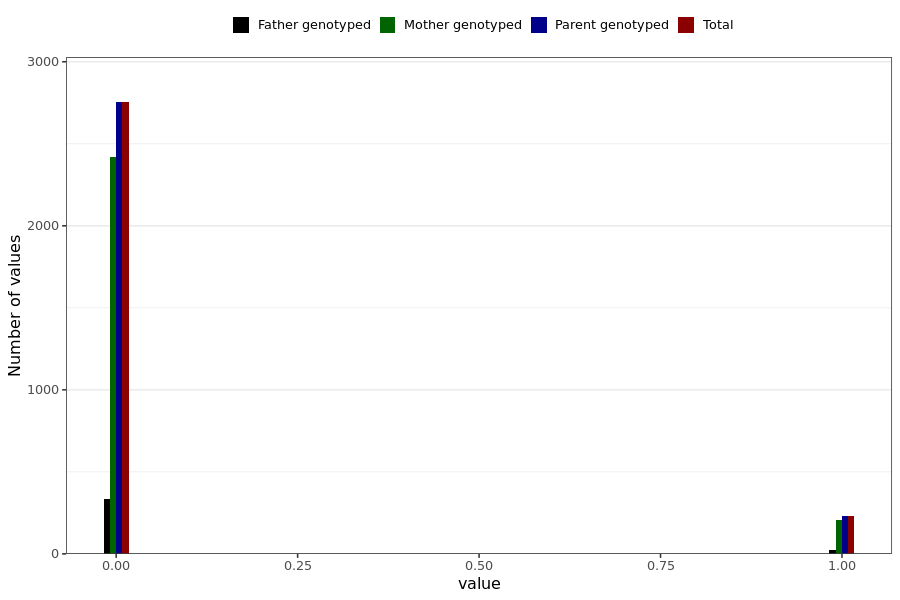 Father genotyped Mother genotyped Parent genotyped Total
3000
2000
1000
0
Number of values
0.00 0.25 0.50 0.75 1.00
value